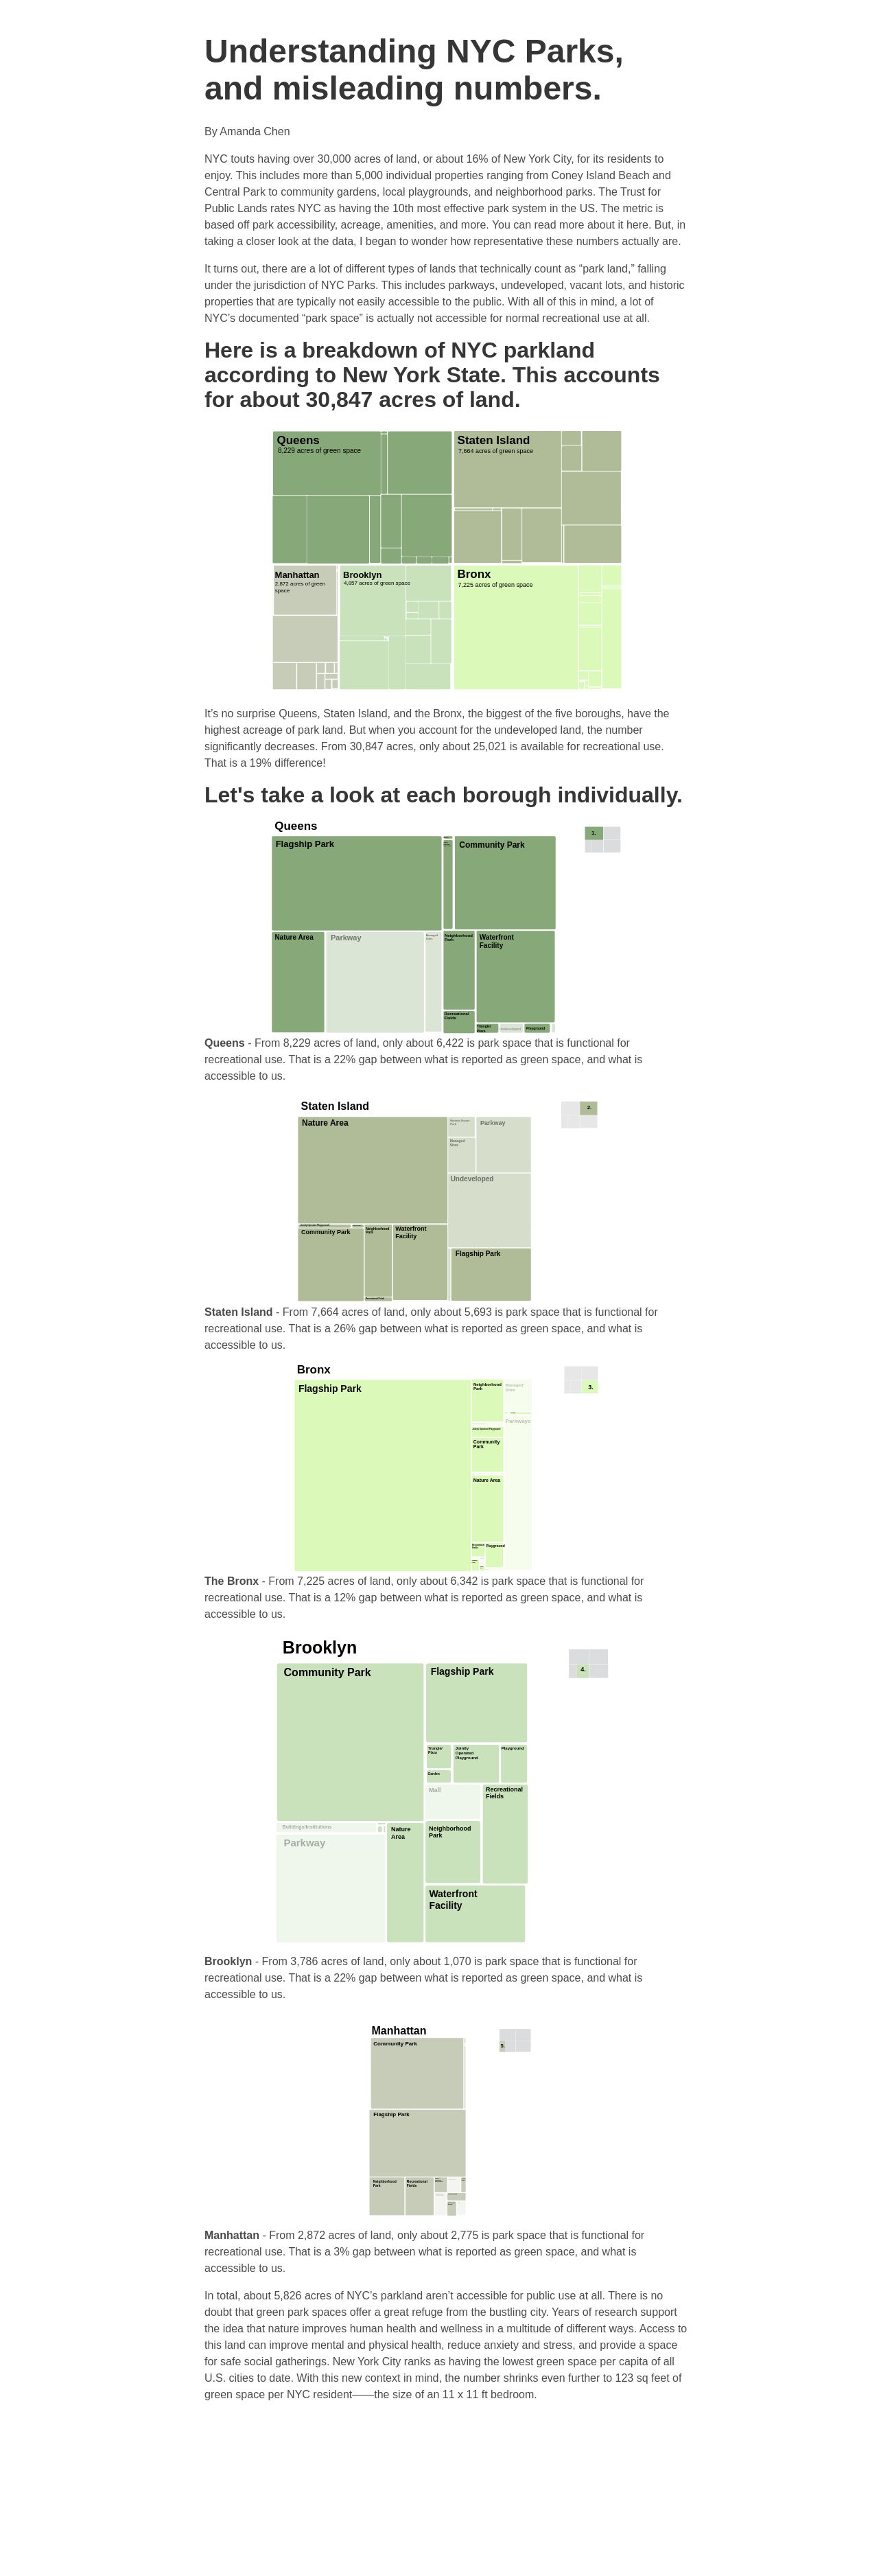 Understanding NYC Parks,
and misleading numbers.
By Amanda Chen
NYC touts having over 30,000 acres of land, or about 16% of New York City, for its residents to
enjoy. This includes more than 5,000 individual properties ranging from Coney Island Beach and
Central Park to community gardens, local playgrounds, and neighborhood parks. The Trust for
Public Lands rates NYC as having the 10th most effective park system in the US. The metric is
based off park accessibility, acreage, amenities, and more. You can read more about it here. But, in
taking a closer look at the data, I began to wonder how representative these numbers actually are.
It turns out, there are a lot of different types of lands that technically count as “park land,” falling
under the jurisdiction of NYC Parks. This includes parkways, undeveloped, vacant lots, and historic
properties that are typically not easily accessible to the public. With all of this in mind, a lot of
NYC’s documented “park space” is actually not accessible for normal recreational use at all.
Here is a breakdown of NYC parkland
according to New York State. This accounts
for about 30,847 acres of land.
Queens
8,229 acres of green space
Staten Island
7,664 acres of green space
Manhattan
2,872 acres of green
space
Brooklyn
4,857 acres of green space
Bronx
7,225 acres of green space
It’s no surprise Queens, Staten Island, and the Bronx, the biggest of the five boroughs, have the
highest acreage of park land. But when you account for the undeveloped land, the number
significantly decreases. From 30,847 acres, only about 25,021 is available for recreational use.
That is a 19% difference!
Let's take a look at each borough individually.
Queens
1.
Flagship Park
Community Park
Nature Area
Parkway
Managed
Sites
Neighborhood
Park
Waterfront
Facility
Recreational
Fields
Triangle/
Plaza
Undeveloped
Playground
Queens - From 8,229 acres of land, only about 6,422 is park space that is functional for
recreational use. That is a 22% gap between what is reported as green space, and what is
accessible to us.
Staten Island
2.
Nature Area
Parkway
Managed
Sites
Undeveloped
Community Park
Neighborhood
Park
Waterfront
Facility
Flagship Park
Staten Island - From 7,664 acres of land, only about 5,693 is park space that is functional for
recreational use. That is a 26% gap between what is reported as green space, and what is
accessible to us.
Bronx
3.
Flagship Park
Neighborhood
Park
Managed
Sites
Parkways
Jointly Operated Playground
Community
Park
Nature Area
Recreational
Fields
Playground
The Bronx - From 7,225 acres of land, only about 6,342 is park space that is functional for
recreational use. That is a 12% gap between what is reported as green space, and what is
accessible to us.
Brooklyn
4.
Community Park
Flagship Park
Triangle/
Plaza
Jointly
Operated
Playground
Playground
Garden
Mall
Recreational
Fields
Buildings/Institutions
Parkway
Nature
Area
Neighborhood
Park
Waterfront
Facility
Brooklyn - From 3,786 acres of land, only about 1,070 is park space that is functional for
recreational use. That is a 22% gap between what is reported as green space, and what is
accessible to us.
Manhattan
5.
Community Park
Flagship Park
Neighborhood
Park
Recreational
Fields
Manhattan - From 2,872 acres of land, only about 2,775 is park space that is functional for
recreational use. That is a 3% gap between what is reported as green space, and what is
accessible to us.
In total, about 5,826 acres of NYC’s parkland aren’t accessible for public use at all. There is no
doubt that green park spaces offer a great refuge from the bustling city. Years of research support
the idea that nature improves human health and wellness in a multitude of different ways. Access to
this land can improve mental and physical health, reduce anxiety and stress, and provide a space
for safe social gatherings. New York City ranks as having the lowest green space per capita of all
U.S. cities to date. With this new context in mind, the number shrinks even further to 123 sq feet of
green space per NYC resident——the size of an 11 x 11 ft bedroom.